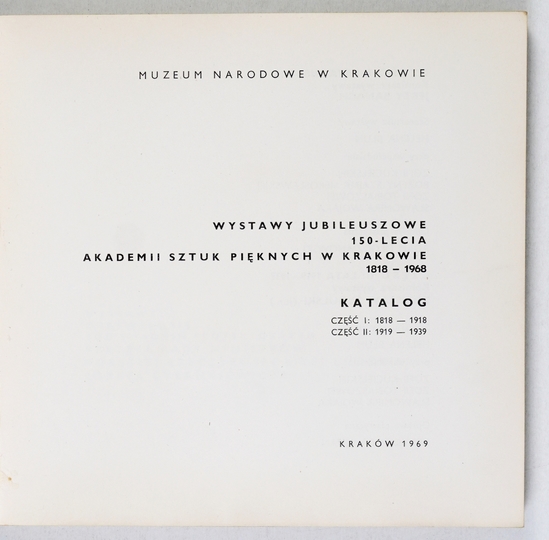 MUZEUM NARODOWE W KRAKOWIE
WYSTAWY JUBILEUSZOWE
150-LECIA
AKADEMII SZTUK PIĘKNYCH W KRAKOWIE
1818 – 1968
KATALOG
CZĘŚĆ I: 1818 — 1918
CZĘŚĆ II: 1919 — 1939
KRAKÓW 1969